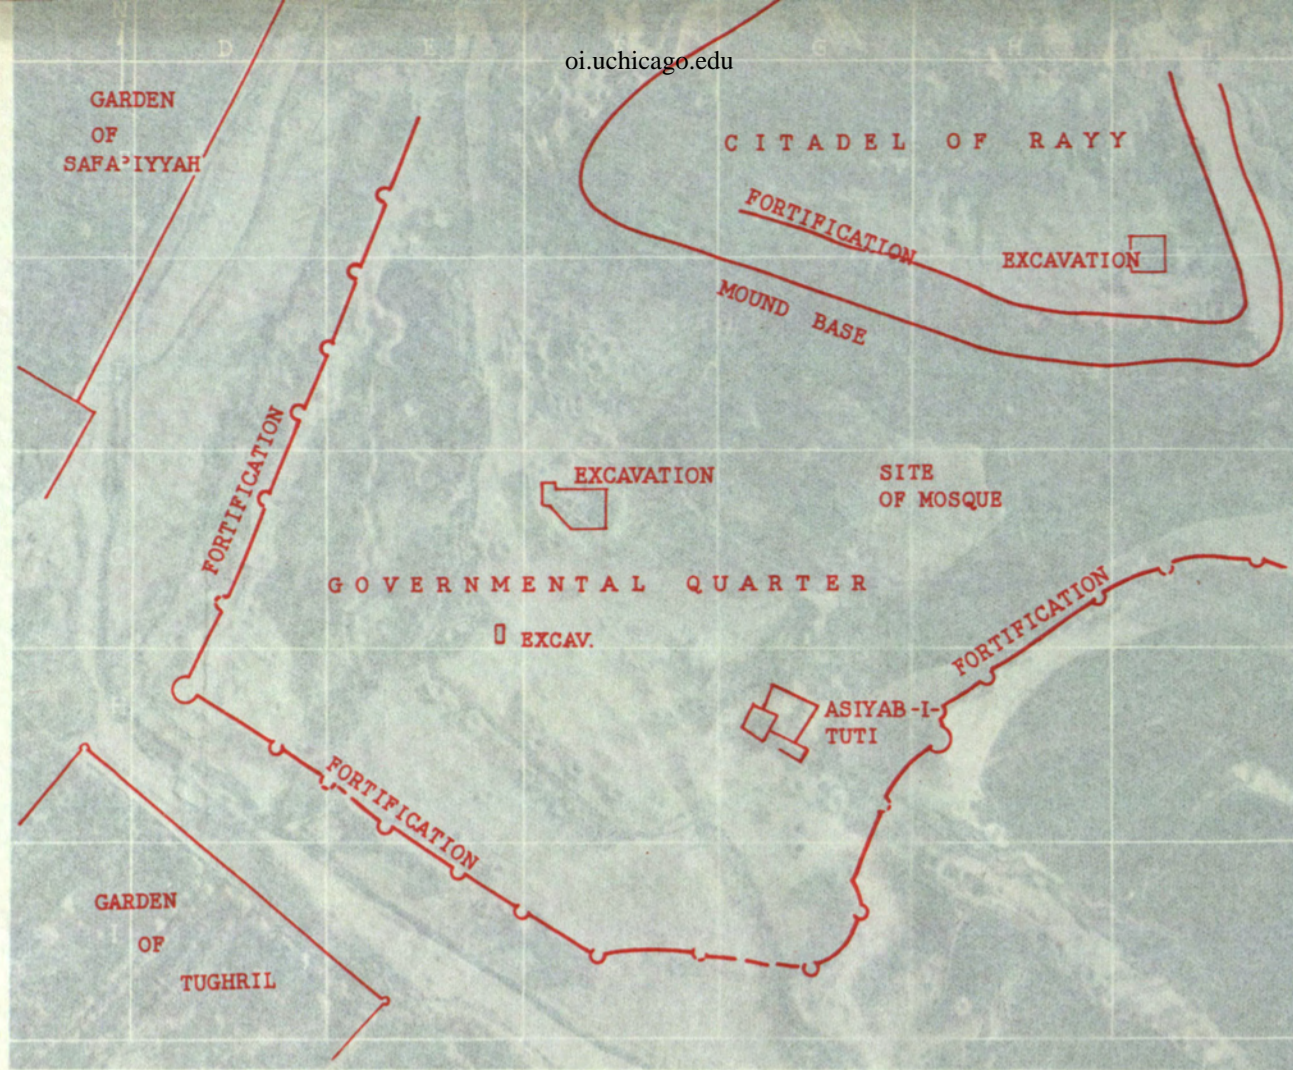 D E G H
oi.uchicago.edu
GARDEN
OF
SAFAʾIYYAH
CITADEL OF RAYY
FORTIFICATION
EXCAVATION
MOUND BASE
FORTIFICATION
EXCAVATION
SITE
OF MOSQUE
GOVERNMENTAL QUARTER
EXCAV.
FORTIFICATION
ASIYAB-I-
TUTI
FORTIFICATION
GARDEN
OF
TUGHRIL